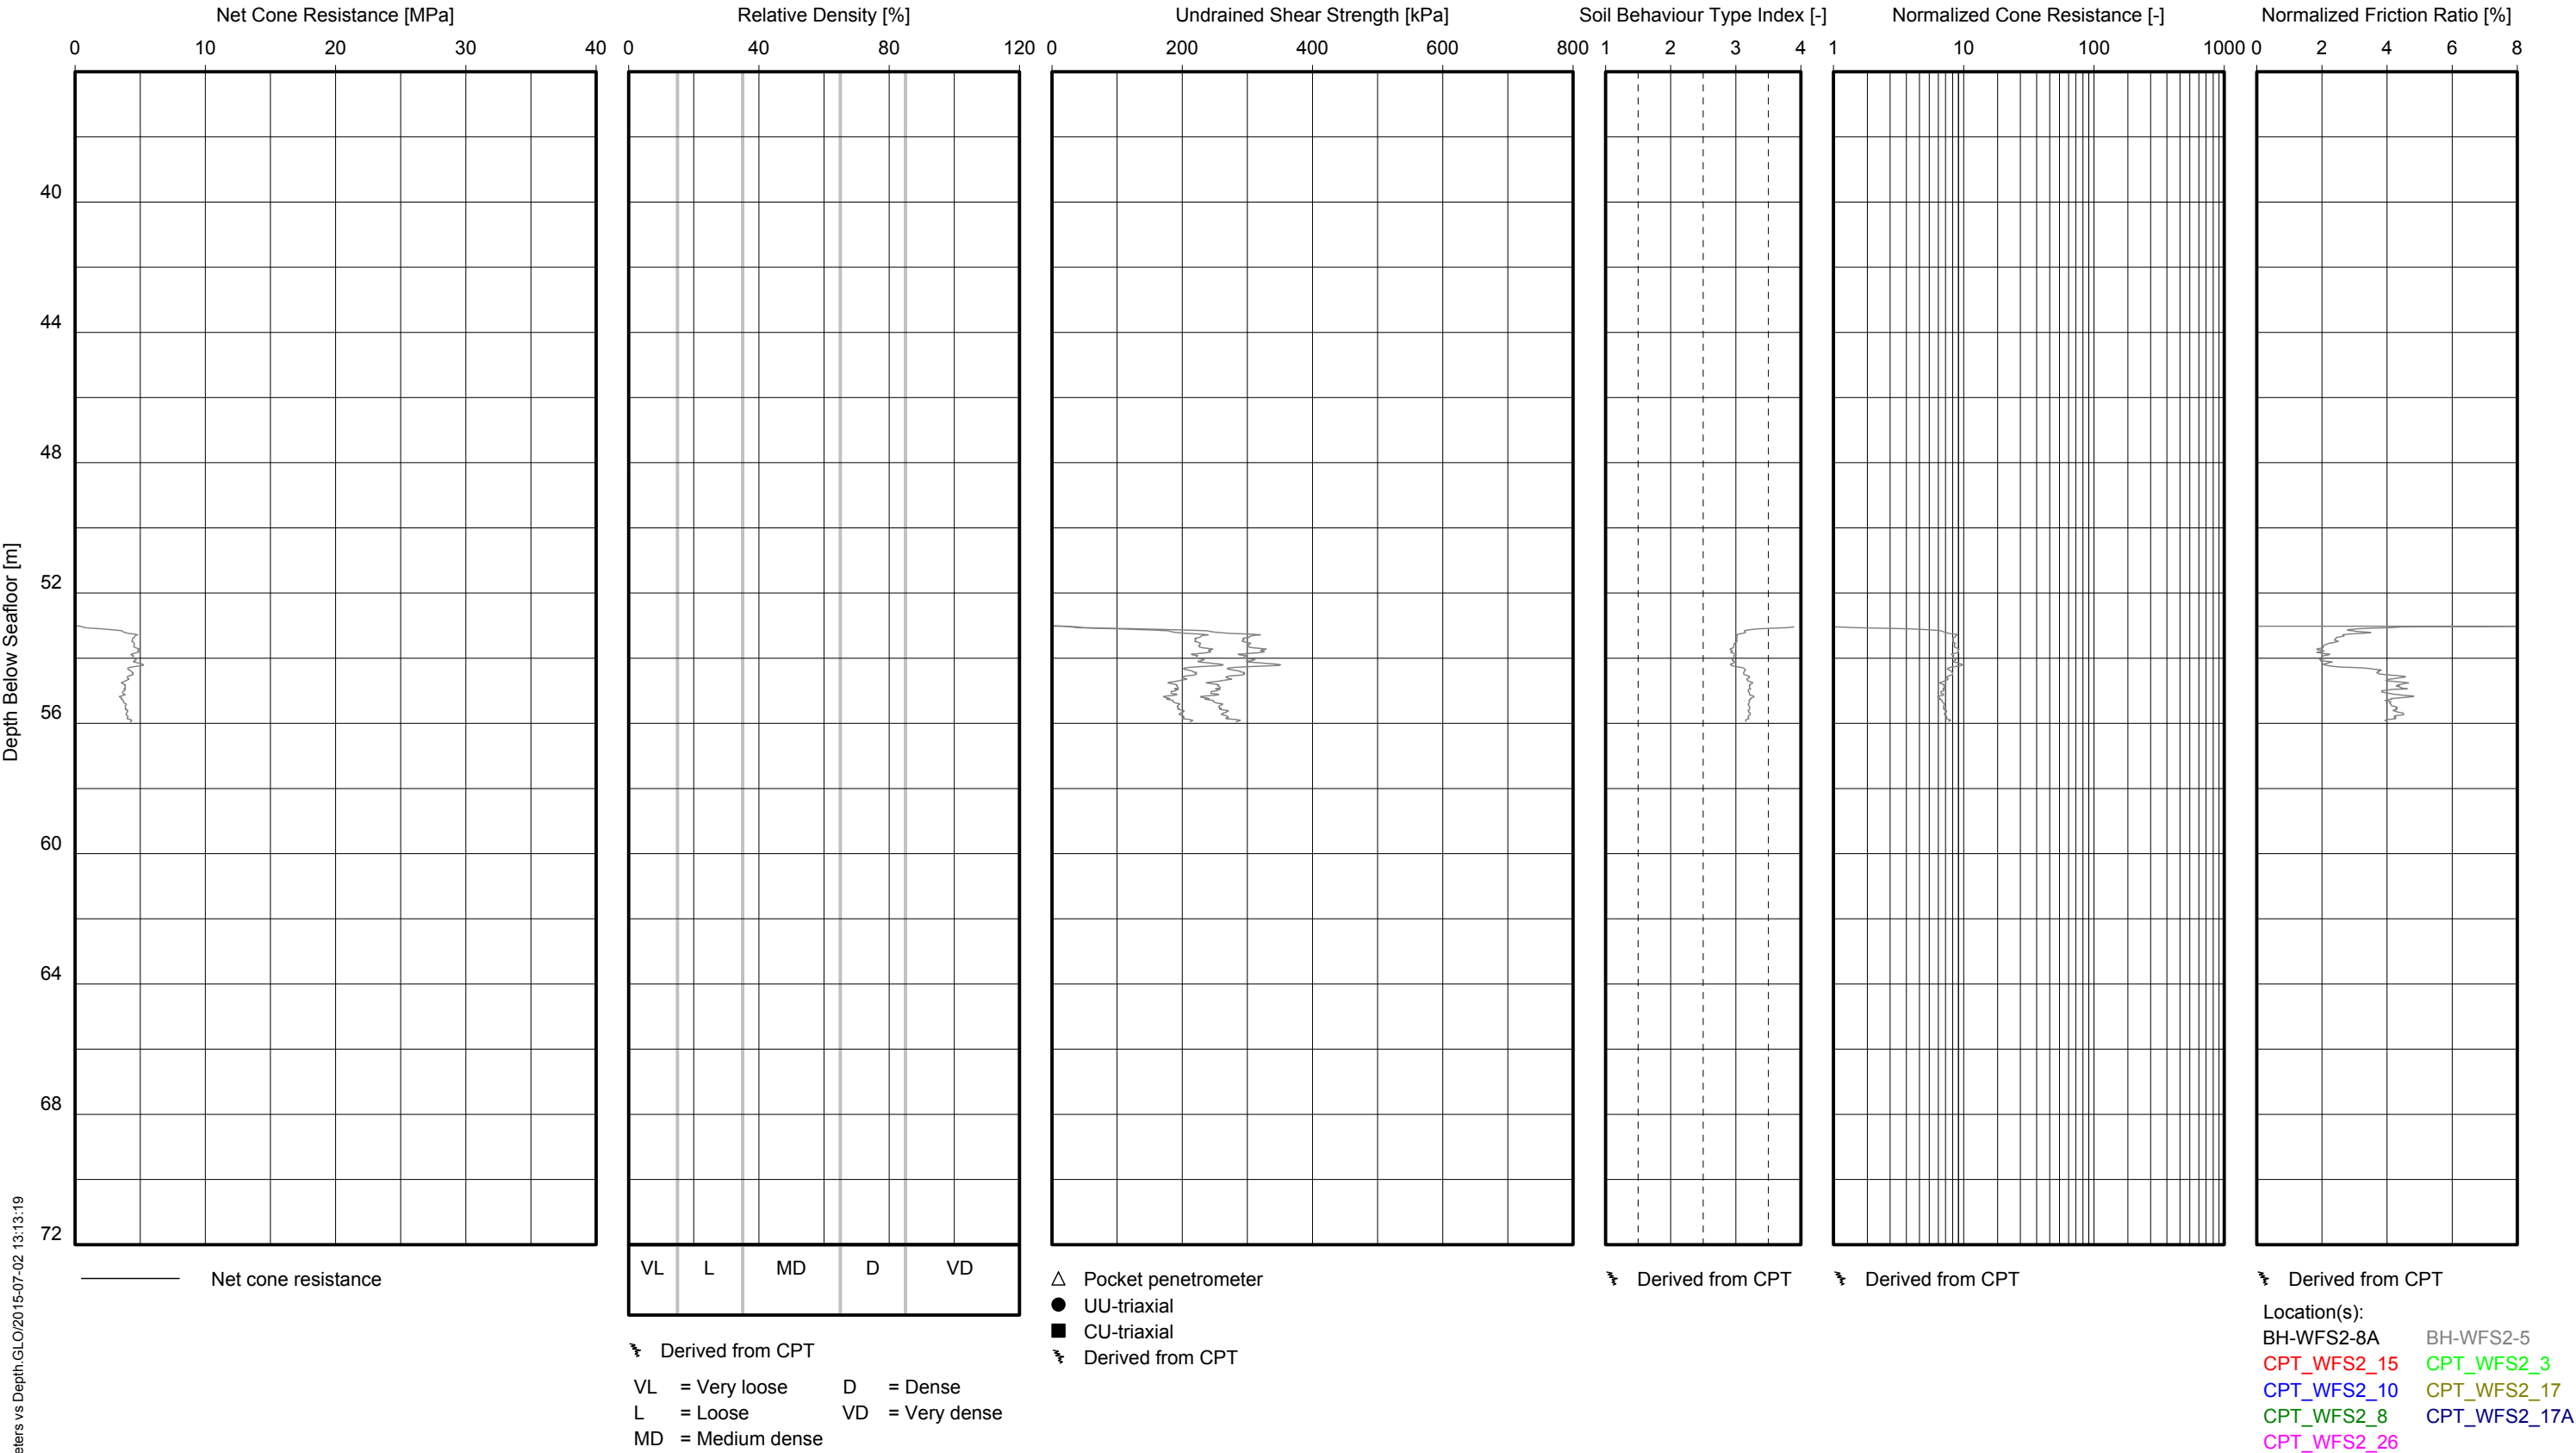 Net Cone Resistance [MPa] Relative Density [%] Undrained Shear Strength [kPa] Soil Behaviour Type Index [-] Normalized Cone Resistance [-] Normalized Friction Ratio [%]
0 10 20 30 40 0 40 80 120 0 200 400 600 800 1 2 3 4 1 10 100 1000 0 2 4 6 8
40
44
48
52
56
60
64
68
72
Depth Below Seafloor [m]
eters vs Depth.GLO/2015-07-02 13:13:19
VL L MD D VD
Net cone resistance
Derived from CPT
VL = Very loose D = Dense
L = Loose VD = Very dense
MD = Medium dense
Pocket penetrometer
UU-triaxial
CU-triaxial
Derived from CPT
Derived from CPT
Derived from CPT
Derived from CPT
Location(s):
BH-WFS2-8A BH-WFS2-5
CPT_WFS2_15 CPT_WFS2_3
CPT_WFS2_10 CPT_WFS2_17
CPT_WFS2_8 CPT_WFS2_17A
CPT_WFS2_26